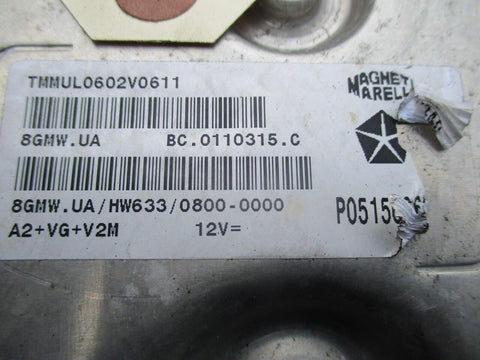 TMMUL0602V0611
MAGNETI
MARELLI
8GMW.UA BC.0110315.C
8GMW.UA/HW633/0800-0000
A2+VG+V2M 12V=